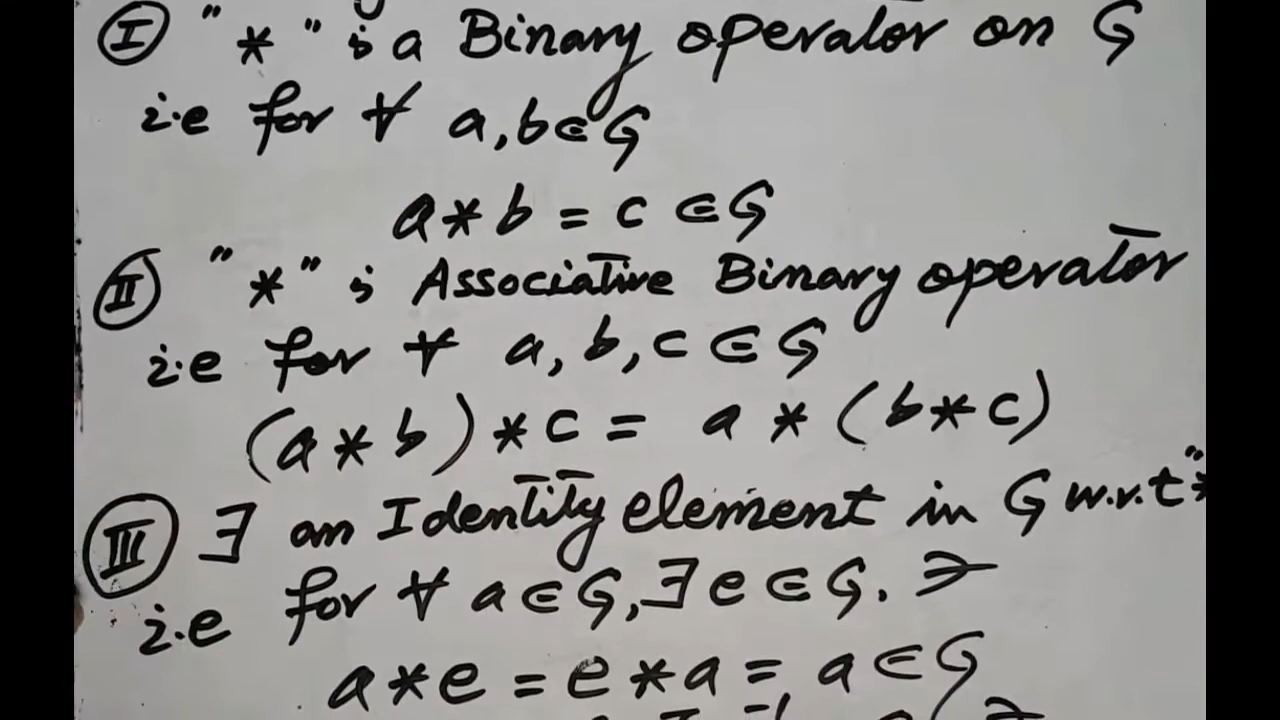 Ⓘ " * " is a Binary operator on G
i.e for ∀ a, b ∈ G
a * b = c ∈ G
Ⓘⓘ " * " is Associative Binary operator
i.e for ∀ a, b, c ∈ G
(a * b) * c = a * (b * c)
III ∃ an Identity element in G w.r.t "*
i.e for ∀ a ∈ G, ∃ e ∈ G. ∋
a * e = e * a = a ∈ G